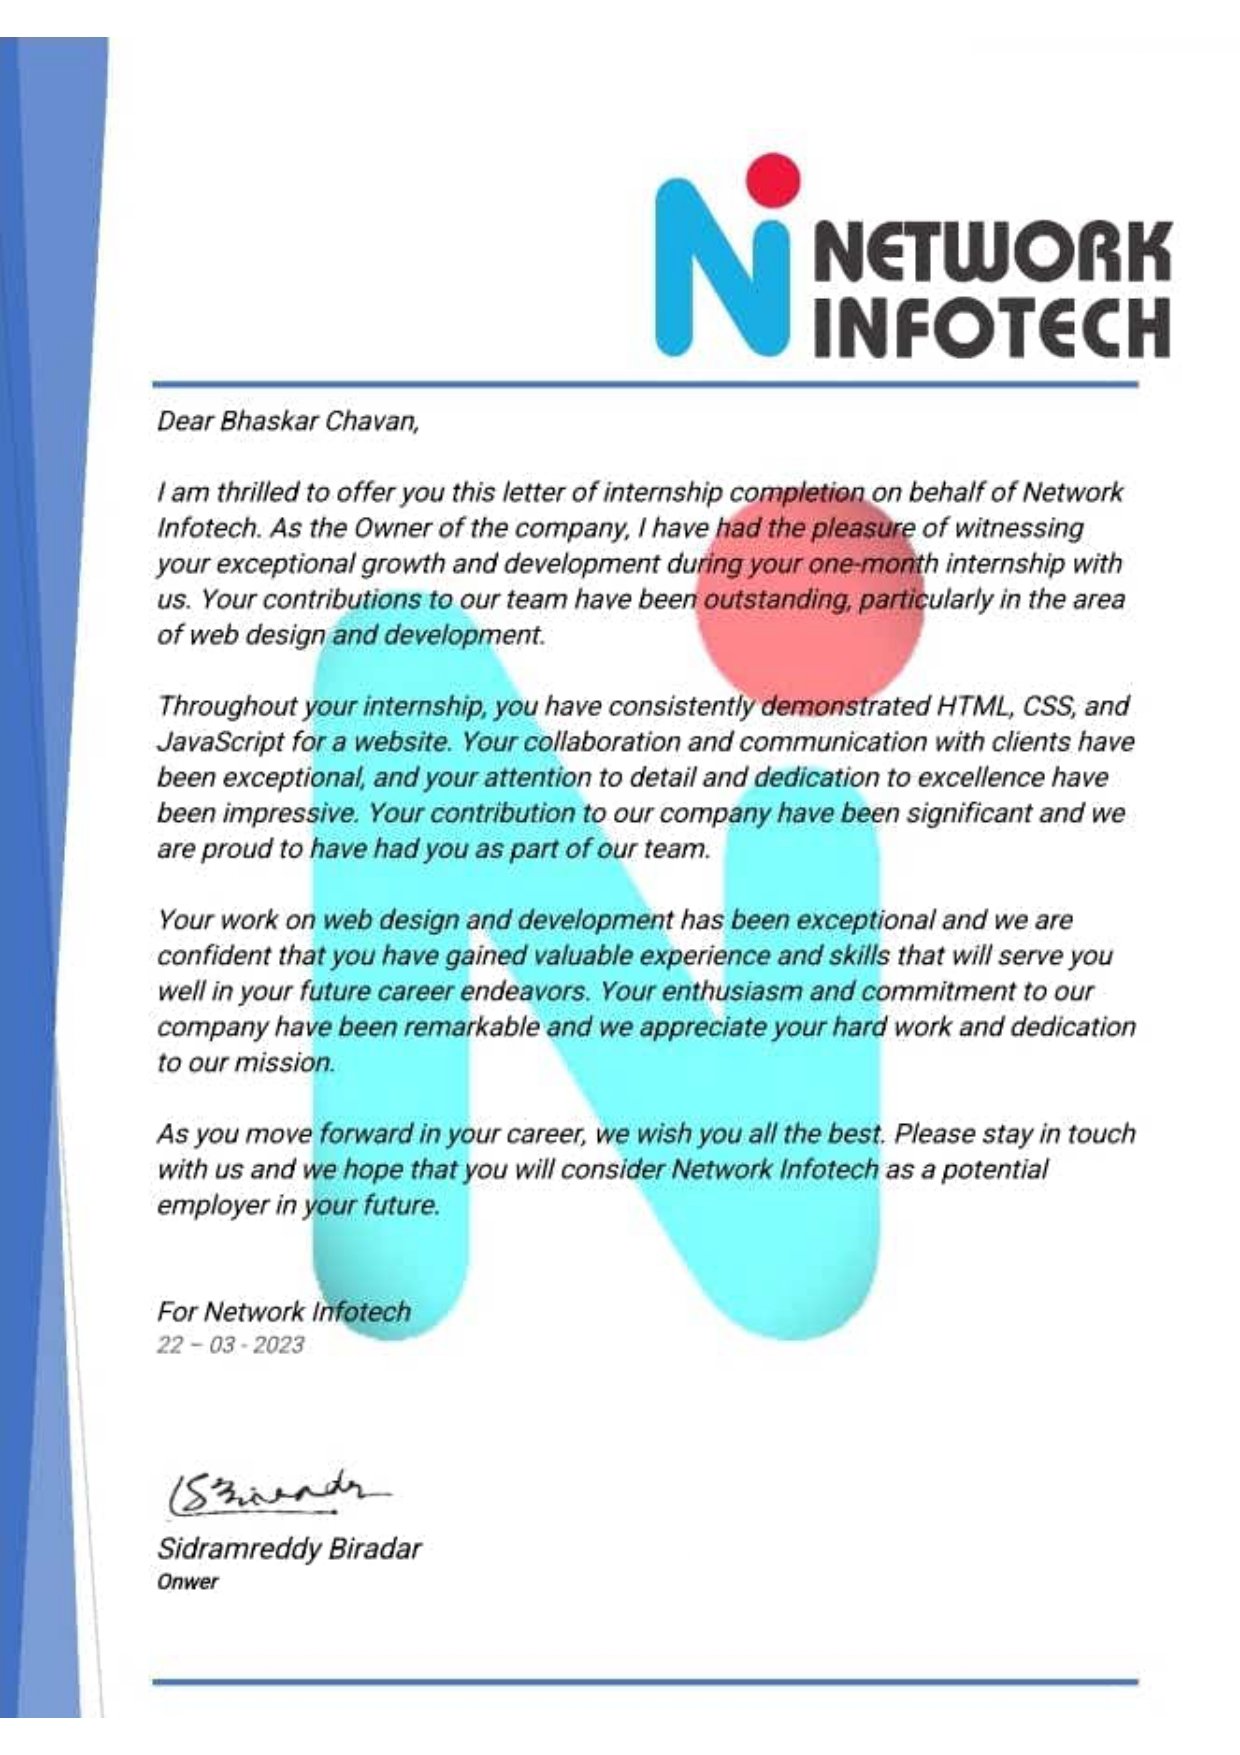 NETWORK
INFOTECH
Dear Bhaskar Chavan,
I am thrilled to offer you this letter of internship completion on behalf of Network
Infotech. As the Owner of the company, I have had the pleasure of witnessing
your exceptional growth and development during your one-month internship with
us. Your contributions to our team have been outstanding, particularly in the area
of web design and development.
Throughout your internship, you have consistently demonstrated HTML, CSS, and
JavaScript for a website. Your collaboration and communication with clients have
been exceptional, and your attention to detail and dedication to excellence have
been impressive. Your contribution to our company have been significant and we
are proud to have had you as part of our team.
Your work on web design and development has been exceptional and we are
confident that you have gained valuable experience and skills that will serve you
well in your future career endeavors. Your enthusiasm and commitment to our
company have been remarkable and we appreciate your hard work and dedication
to our mission.
As you move forward in your career, we wish you all the best. Please stay in touch
with us and we hope that you will consider Network Infotech as a potential
employer in your future.
For Network Infotech
22 – 03 - 2023
Sidramreddy Biradar
Onwer